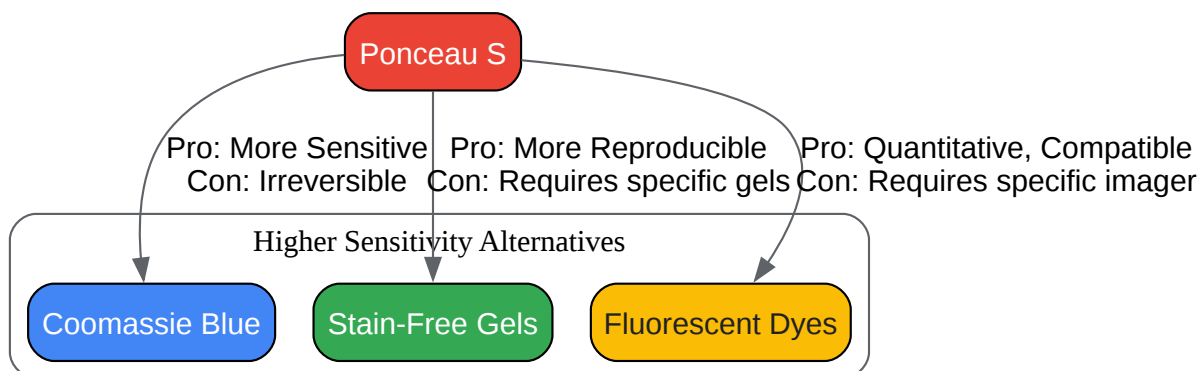 Ponceau S
Pro: More Sensitive
Con: Irreversible
Pro: More Reproducible
Con: Requires specific gels
Pro: Quantitative, Compatible
Con: Requires specific imager
Higher Sensitivity Alternatives
Coomassie Blue
Stain-Free Gels
Fluorescent Dyes